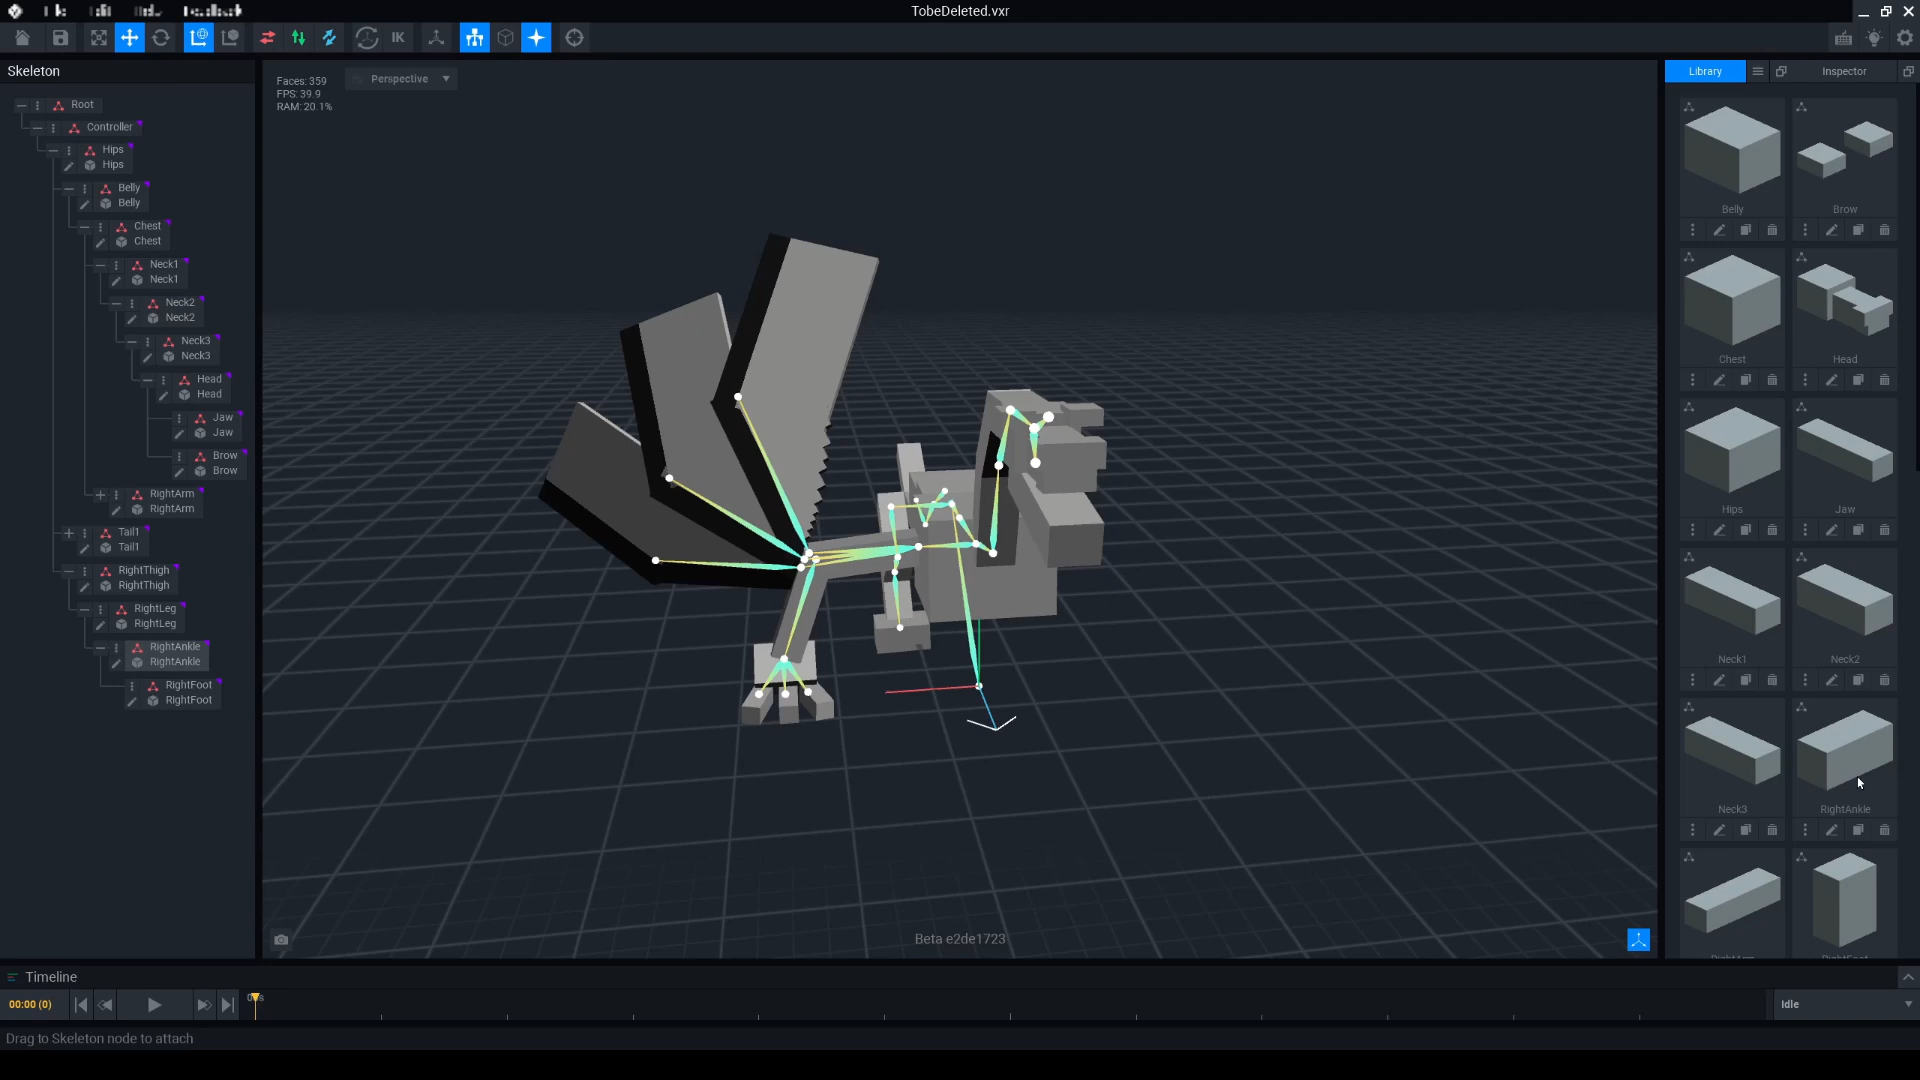 TobeDeleted.vxr
IK
Skeleton
Root
Controller
Hips
Hips
Belly
Belly
Chest
Chest
Neck1
Neck1
Neck2
Neck2
Neck3
Neck3
Head
Head
Jaw
Jaw
Brow
Brow
RightArm
RightArm
Tail1
Tail1
RightThigh
RightThigh
RightLeg
RightLeg
RightAnkle
RightAnkle
RightFoot
RightFoot
Faces: 359
FPS: 39.9
RAM: 20.1%
Perspective
Beta e2de1723
Library
Inspector
Belly
Brow
Chest
Head
Hips
Jaw
Neck1
Neck2
Neck3
RightAnkle
RightArm
RightFoot
Timeline
00:00 (0)
Idle
Drag to Skeleton node to attach